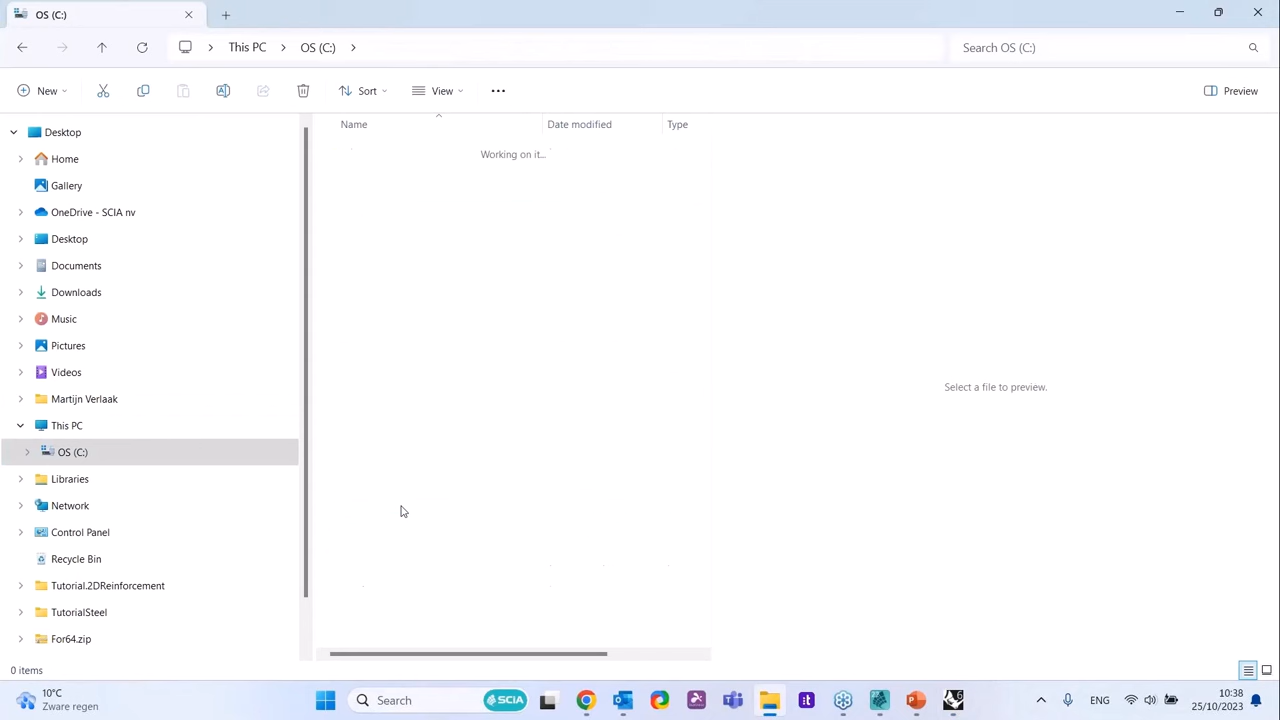 OS (C:)
This PC
OS (C:)
Search OS (C:)
New
Sort
View
Preview
Name
Date modified
Type
Working on it...
Desktop
Home
Gallery
OneDrive - SCIA nv
Desktop
Documents
Downloads
Music
Pictures
Videos
Martijn Verlaak
This PC
OS (C:)
Libraries
Network
Control Panel
Recycle Bin
Tutorial.2DReinforcement
TutorialSteel
For64.zip
Select a file to preview.
0 items
10°C
Zware regen
Search
SCIA
ENG
10:38
25/10/2023